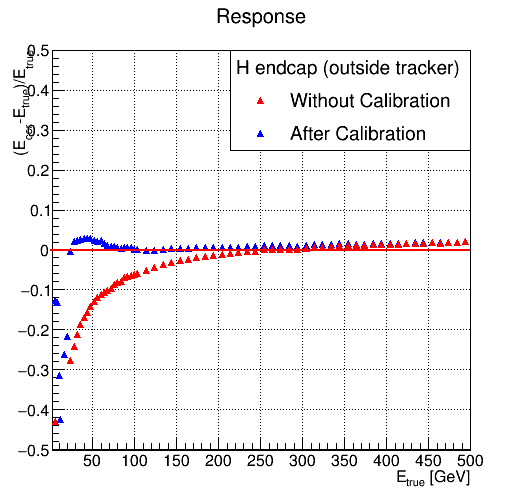 Response
(E_cor-E_true)/E_true
H endcap (outside tracker)
Without Calibration
After Calibration
0.5
0.4
0.3
0.2
0.1
0
−0.1
−0.2
−0.3
−0.4
−0.5
50 100 150 200 250 300 350 400 450 500
E_true [GeV]